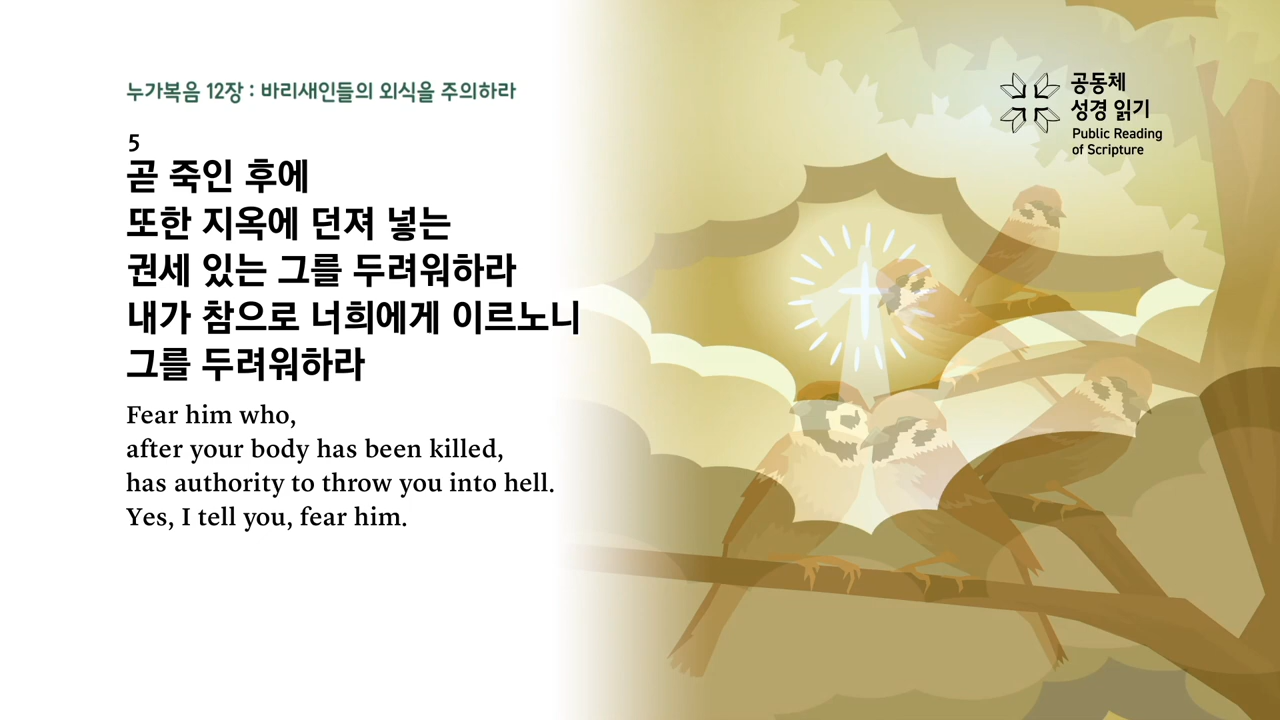 누가복음 12장 : 바리새인들의 외식을 주의하라
5
곧 죽인 후에
또한 지옥에 던져 넣는
권세 있는 그를 두려워하라
내가 참으로 너희에게 이르노니
그를 두려워하라
Fear him who,
after your body has been killed,
has authority to throw you into hell.
Yes, I tell you, fear him.
공동체
성경 읽기
Public Reading
of Scripture